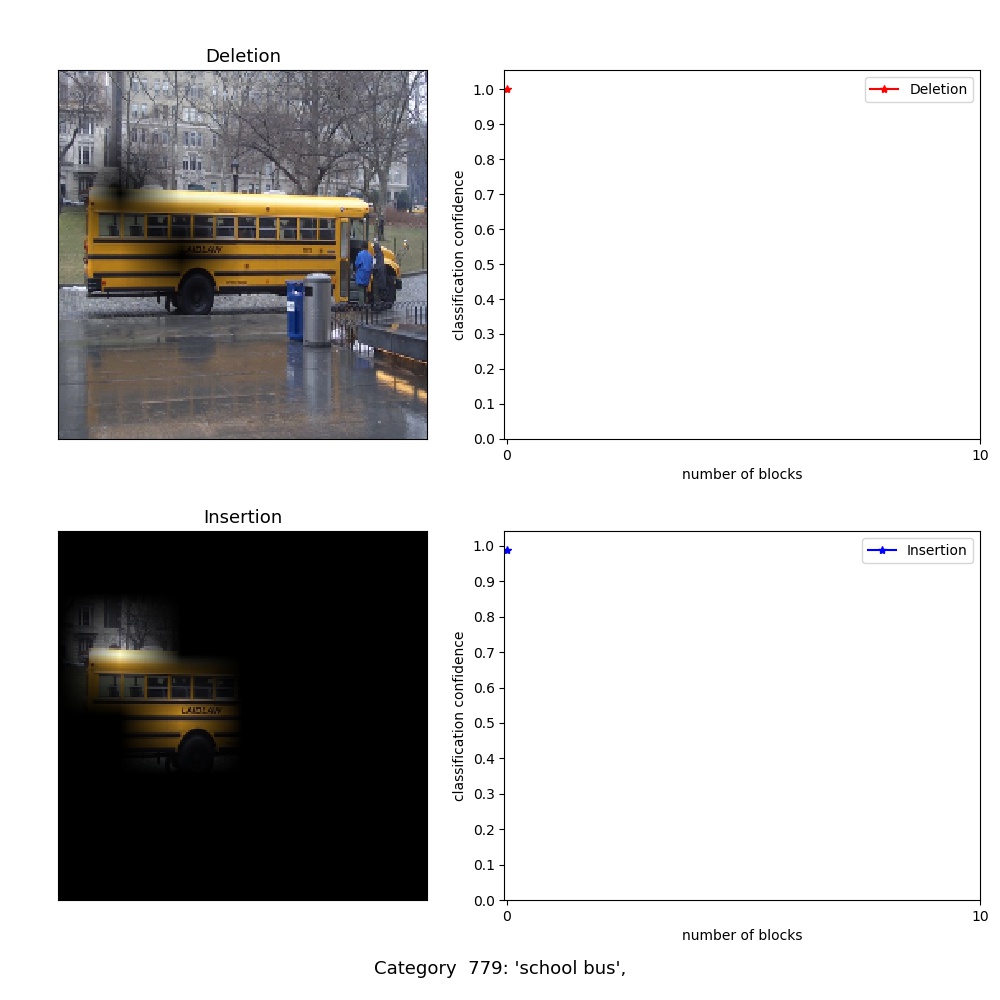 Deletion
LAIDLAW
1.0
0.9
0.8
0.7
0.6
0.5
0.4
0.3
0.2
0.1
0.0
classification confidence
Deletion
0
10
number of blocks
Insertion
LAIDLAW
1.0
0.9
0.8
0.7
0.6
0.5
0.4
0.3
0.2
0.1
0.0
classification confidence
Insertion
0
10
number of blocks
Category  779: 'school bus',